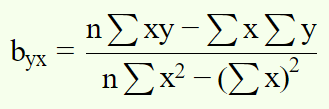 b_yx = (n∑xy − ∑x∑y) / (n∑x² − (∑x)²)